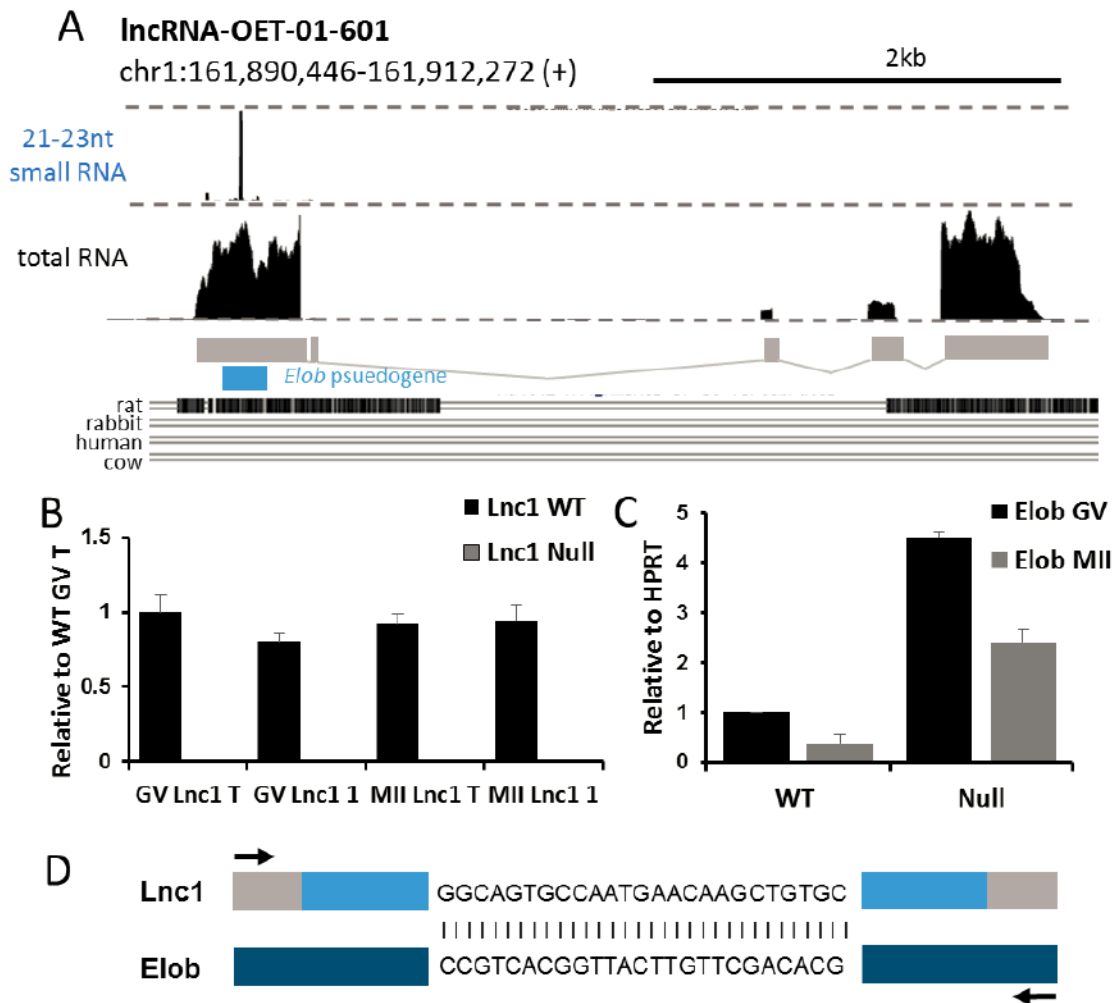 A lncRNA-OET-01-601
chr1:161,890,446-161,912,272 (+)
2kb
21-23nt
small RNA
total RNA
Elob psuedogene
rat
rabbit
human
cow
B
Lnc1 WT
Lnc1 Null
Relative to WT GV T
1.5
1
0.5
0
GV Lnc1 T GV Lnc1 1 MII Lnc1 T MII Lnc1 1
C
Elob GV
Elob MII
Relative to HPRT
5
4
3
2
1
0
WT Null
D
Lnc1 GGCAGTGCCAATGAACAAGCTGTGC
Elob CCGTCACGGTTACTTGTTCGACACG